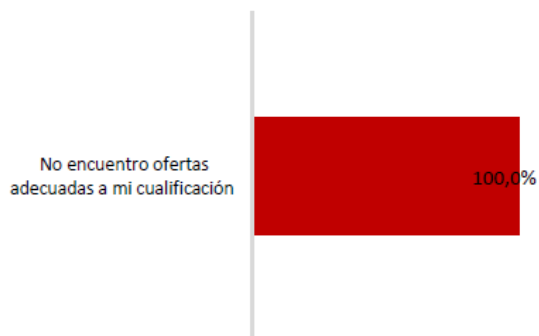 No encuentro ofertas
adecuadas a mi cualificación
100,0%